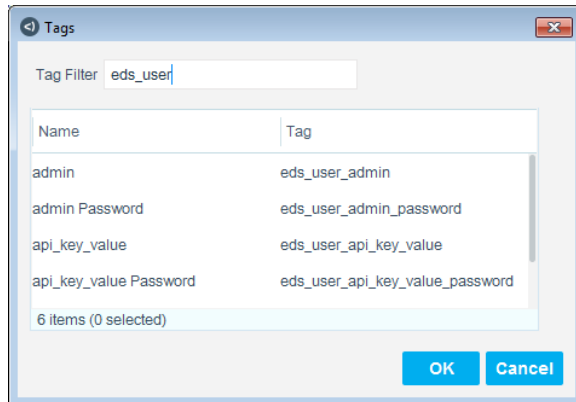 Tags
Tag Filter eds_user
Name Tag
admin eds_user_admin
admin Password eds_user_admin_password
api_key_value eds_user_api_key_value
api_key_value Password eds_user_api_key_value_password
6 items (0 selected)
OK Cancel